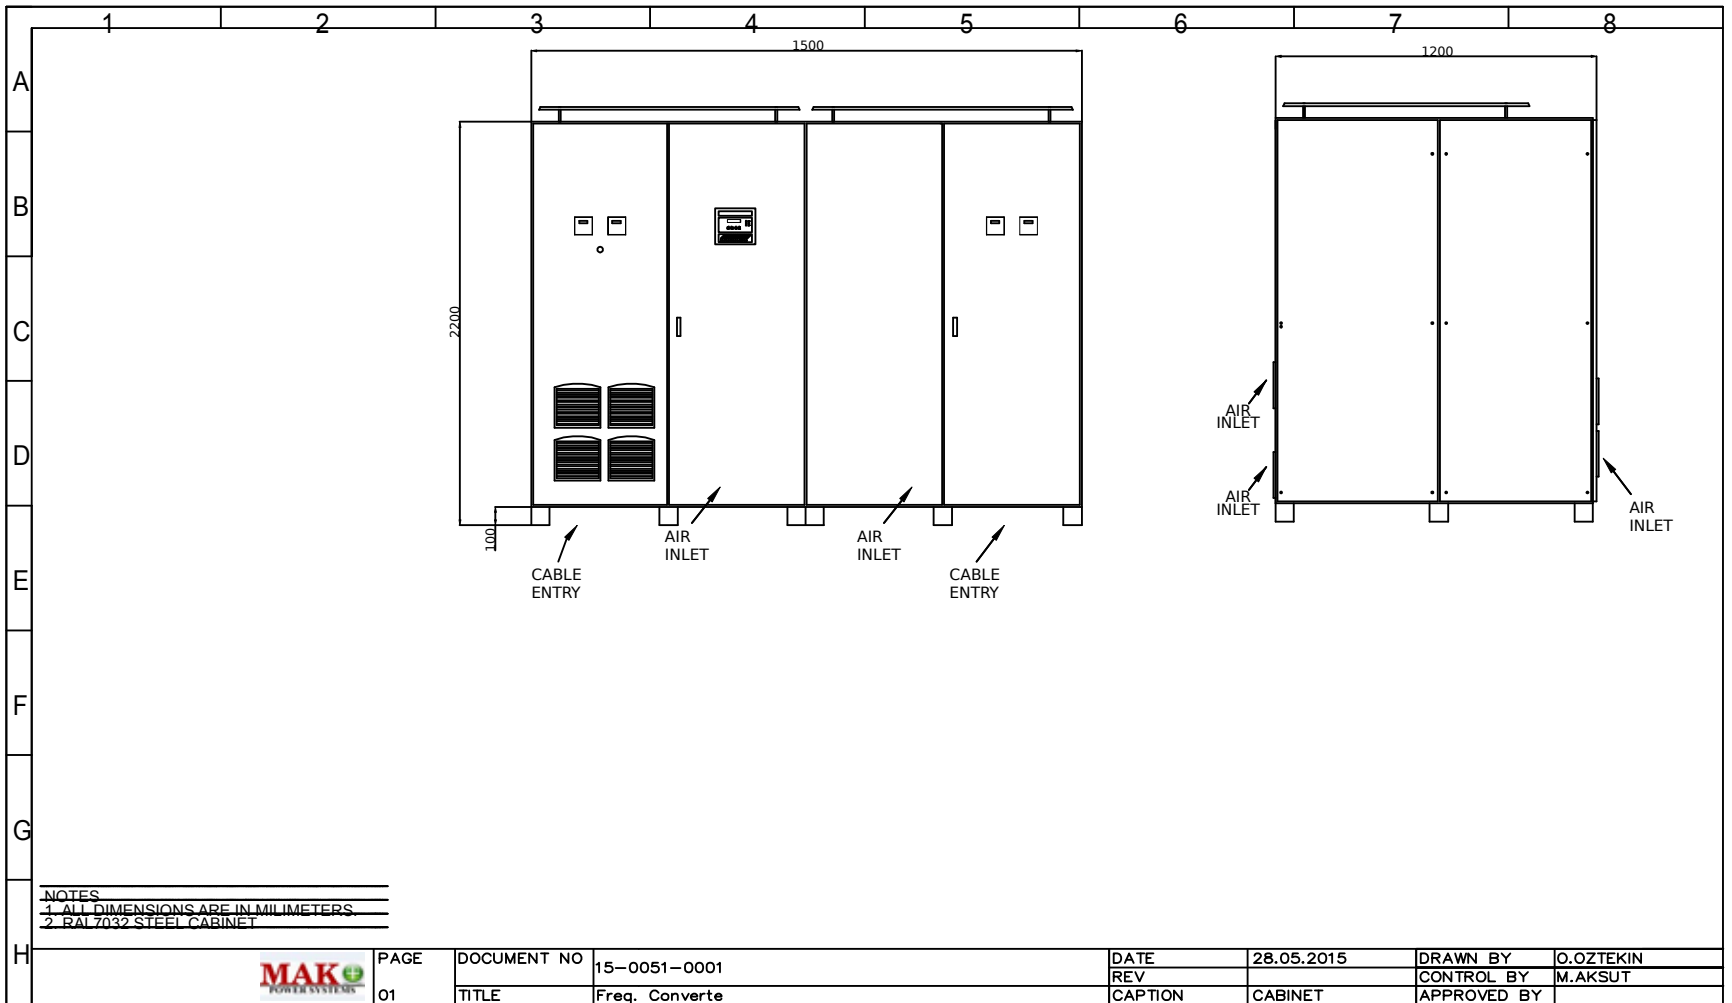 1 2 3 4 5 6 7 8
A
B
C
D
E
F
G
H
1500
1200
2200
100
AIR
INLET
AIR
INLET
CABLE
ENTRY
AIR
INLET
AIR
INLET
CABLE
ENTRY
AIR
INLET
NOTES
1. ALL DIMENSIONS ARE IN MILIMETERS.
2. RAL7032 STEEL CABINET
MAK
POWER SYSTEMS
PAGE
01
DOCUMENT NO 15-0051-0001
TITLE Freq. Converte
DATE 28.05.2015 DRAWN BY O.OZTEKIN
REV CONTROL BY M.AKSUT
CAPTION CABINET APPROVED BY